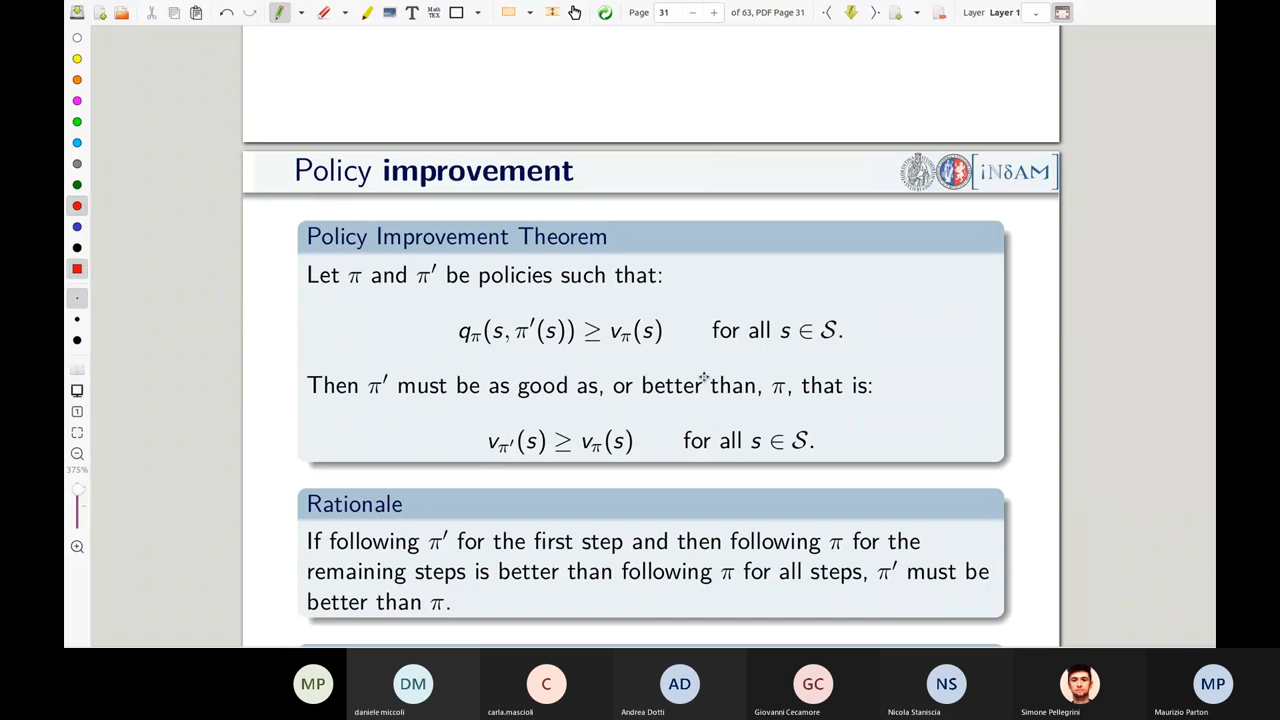 Page 31 of 63, PDF Page 31 Layer Layer 1
Policy improvement
[iNδAM]
Policy Improvement Theorem
Let π and π′ be policies such that:
qπ(s, π′(s)) ≥ vπ(s) for all s ∈ 𝒮.
Then π′ must be as good as, or better than, π, that is:
vπ′(s) ≥ vπ(s) for all s ∈ 𝒮.
375%
Rationale
If following π′ for the first step and then following π for the
remaining steps is better than following π for all steps, π′ must be
better than π.
MP DM C AD GC NS MP
daniele miccoli carla.mascioli Andrea Dotti Giovanni Cecamore Nicola Staniscia Simone Pellegrini Maurizio Parton